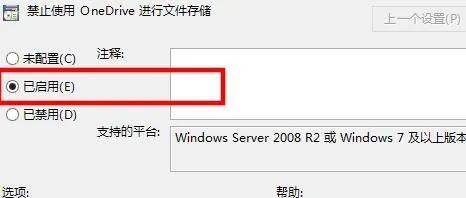 禁止使用 OneDrive 进行文件存储
上一个设置(P)
未配置(C)
注释:
已启用(E)
已禁用(D)
支持的平台:
Windows Server 2008 R2 或 Windows 7 及以上版本
选项:
帮助: